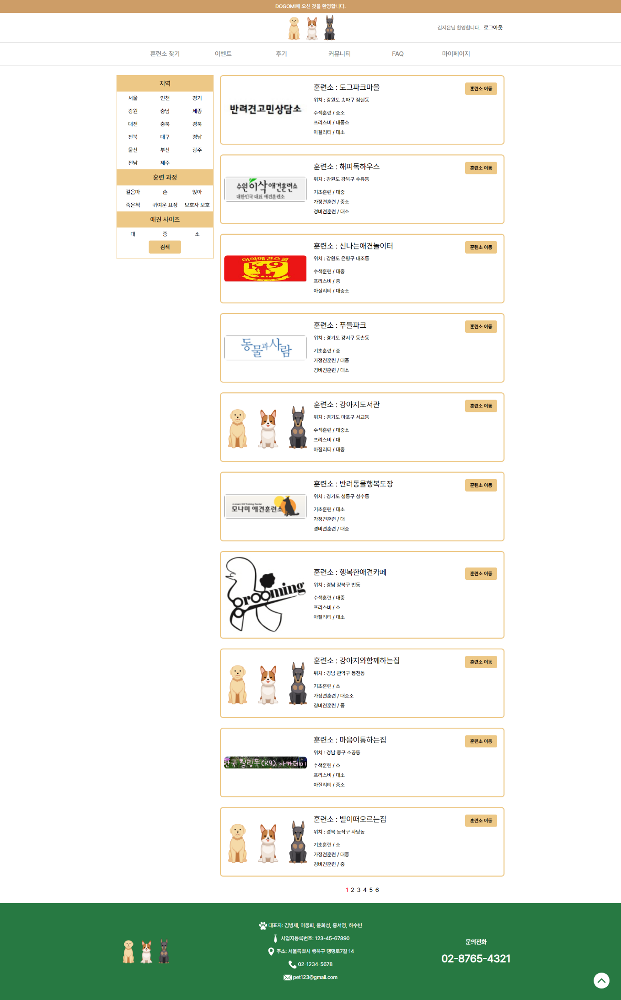 DOGOMI에 오신 것을 환영합니다.
김지은님 환영합니다. 로그아웃
훈련소 찾기 이벤트 후기 커뮤니티 FAQ 마이페이지
지역
서울 인천 경기
강원 충남 세종
대전 충북 경북
전북 대구 경남
울산 부산 광주
전남 제주
훈련 과정
걸음마 손 앉아
죽은척 귀여운 표정 보호자 보호
애견 사이즈
대 중 소
검색
반려견고민상담소
훈련소 : 도그파크마을
훈련소 이동
위치 : 강원도 송파구 잠실동
수색훈련 / 중소
프리스비 / 대중소
아질리티 / 대소
수원이삭애견훈련소
대한민국 대표 애견훈련소
훈련소 : 해피독하우스
훈련소 이동
위치 : 강원도 강북구 수유동
기초훈련 / 대중
가정견훈련 / 중소
경비견훈련 / 대소
이삭애견스쿨
K9
훈련소 : 신나는애견놀이터
훈련소 이동
위치 : 강원도 은평구 대조동
수색훈련 / 대중
프리스비 / 중
아질리티 / 대중소
동물과사람
훈련소 : 푸들파크
훈련소 이동
위치 : 경기도 강서구 등촌동
기초훈련 / 중
가정견훈련 / 대중
경비견훈련 / 대소
훈련소 : 강아지도서관
훈련소 이동
위치 : 경기도 마포구 서교동
수색훈련 / 대중소
프리스비 / 대
아질리티 / 대중
K9 Training Center
모나미 애견훈련소
훈련소 : 반려동물행복도장
훈련소 이동
위치 : 경기도 성동구 성수동
기초훈련 / 대소
가정견훈련 / 대
경비견훈련 / 대중
Grooming
훈련소 : 행복한애견카페
훈련소 이동
위치 : 경남 강북구 번동
수색훈련 / 대중
프리스비 / 소
아질리티 / 대소
훈련소 : 강아지와함께하는집
훈련소 이동
위치 : 경남 관악구 봉천동
기초훈련 / 소
가정견훈련 / 대중소
경비견훈련 / 중
한국 힐링독(K9) 아카데미
훈련소 : 마음이통하는집
훈련소 이동
위치 : 경남 중구 소공동
수색훈련 / 소
프리스비 / 대소
아질리티 / 중소
훈련소 : 별이떠오르는집
훈련소 이동
위치 : 경북 동작구 사당동
기초훈련 / 소
가정견훈련 / 대중
경비견훈련 / 중
1 2 3 4 5 6
대표자: 김병제, 이웅희, 윤희성, 홍서영, 하수빈
사업자등록번호: 123-45-67890
주소: 서울특별시 행복구 댕댕로7길 14
02-1234-5678
pet123@gmail.com
문의전화
02-8765-4321